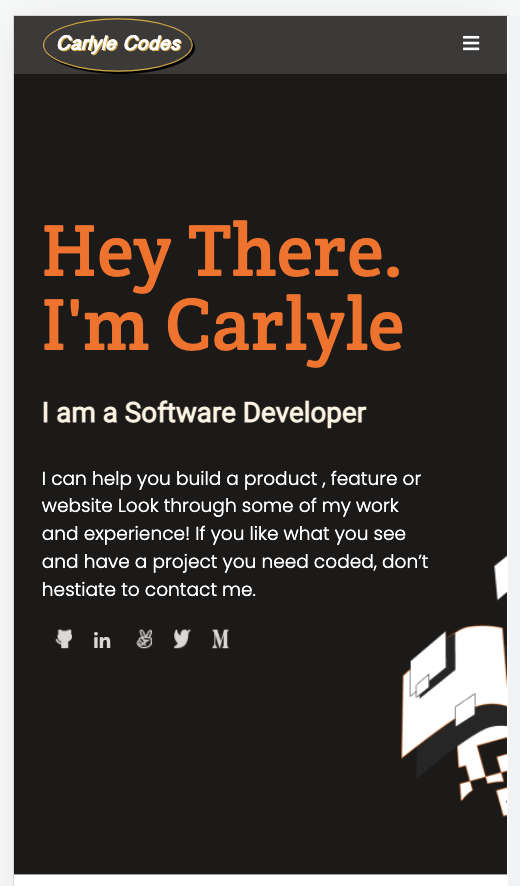 Carlyle Codes
Hey There.
I'm Carlyle
I am a Software Developer
I can help you build a product , feature or
website Look through some of my work
and experience! If you like what you see
and have a project you need coded, don’t
hestiate to contact me.